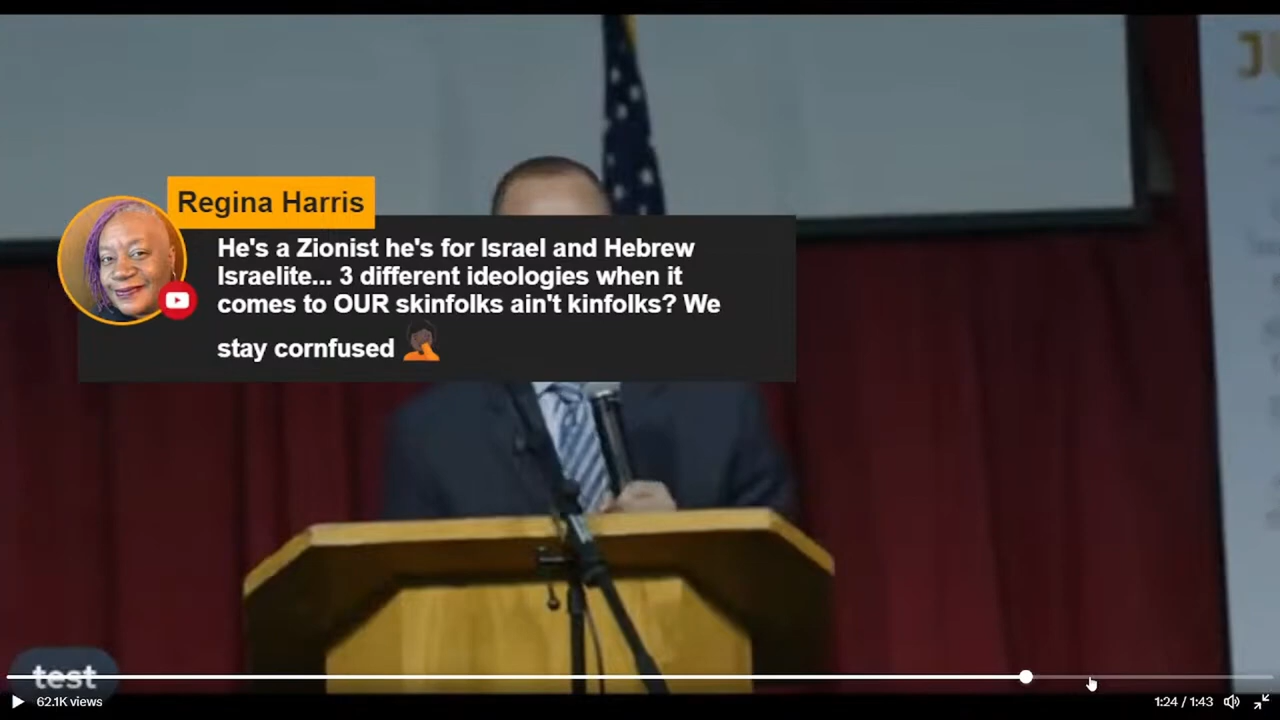 JU
Regina Harris
He's a Zionist he's for Israel and Hebrew
Israelite... 3 different ideologies when it
comes to OUR skinfolks ain't kinfolks? We
stay cornfused 🤦🏿
test
62.1K views
1:24 / 1:43